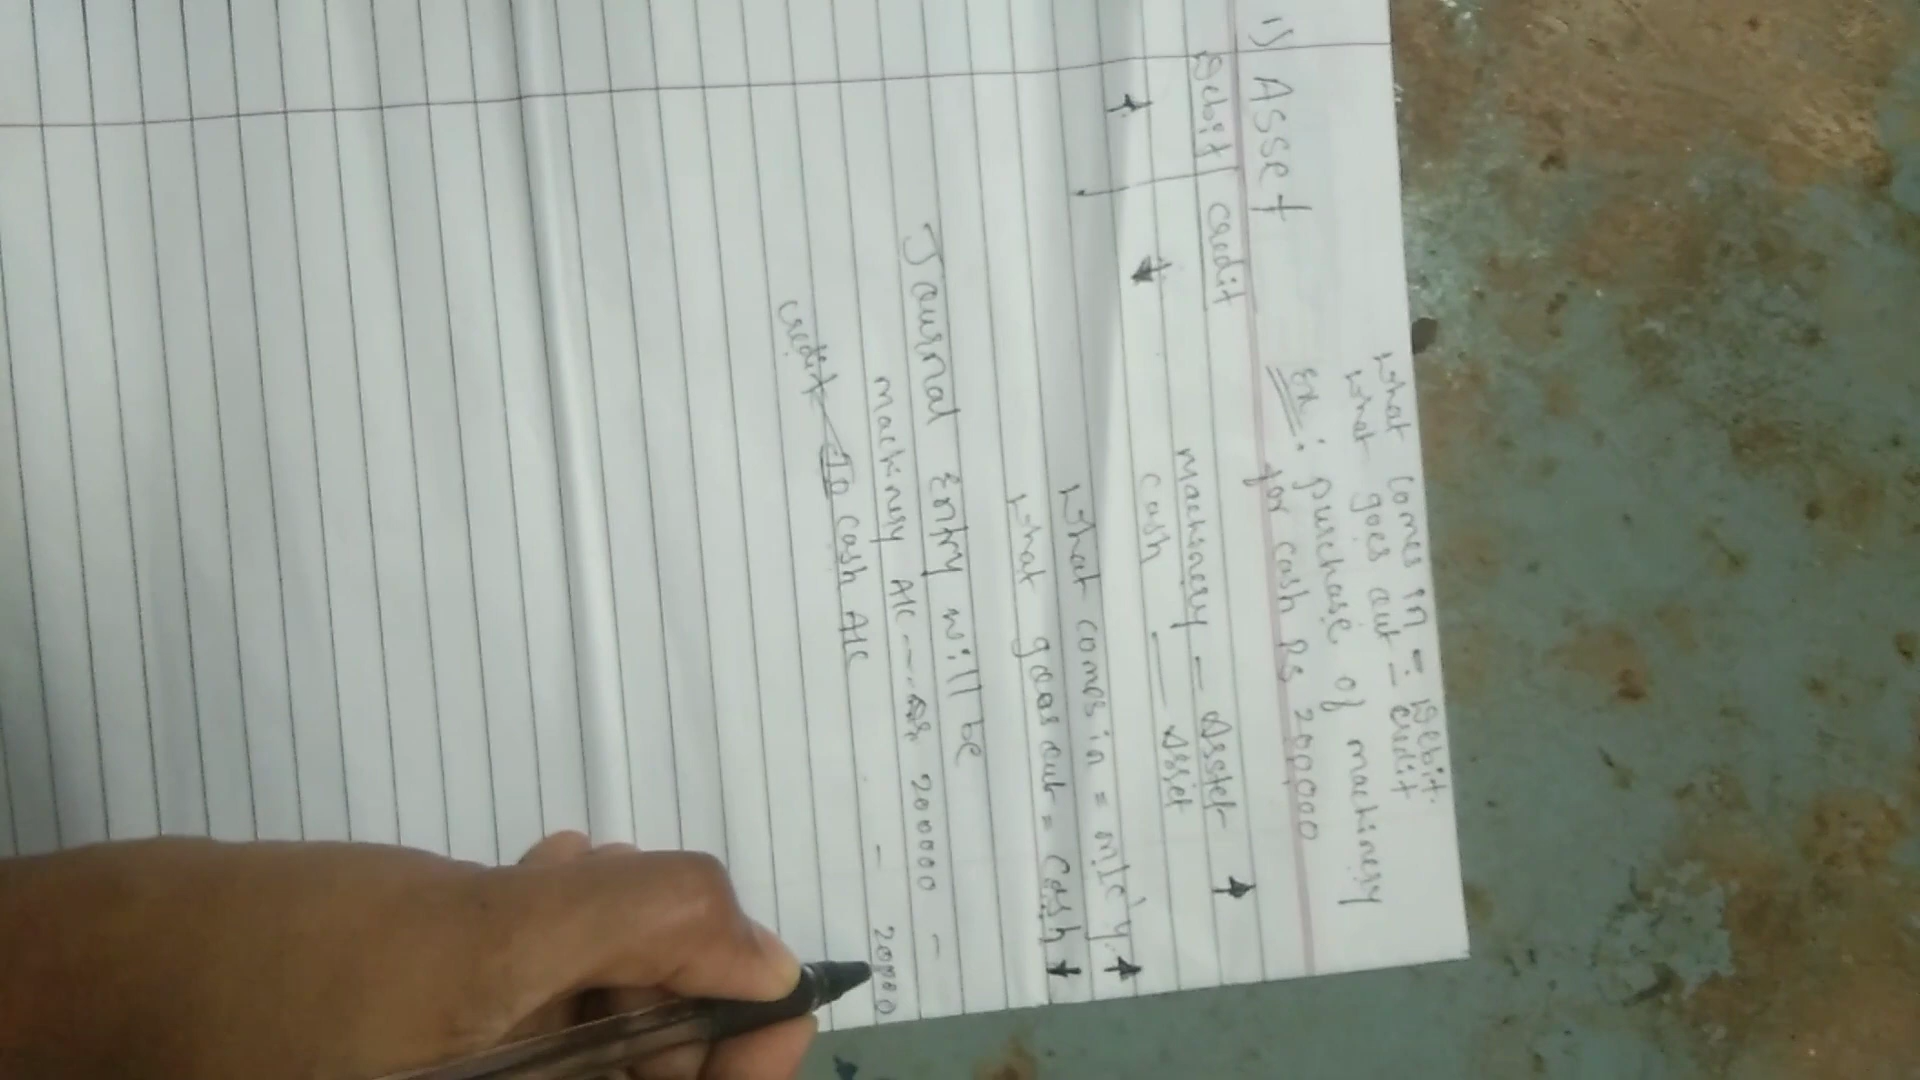 what comes in = Debit.
what goes out - credit
1) Asset
Ex: purchase of machinery
for cash Rs 200000
Debit credit
machinery - Asset
cash - Asset
what comes in = m/c'y
what goes out = cash
Journal Entry will be
machinery A/c --- Dr 200000 -
credit To cash A/c - 200000